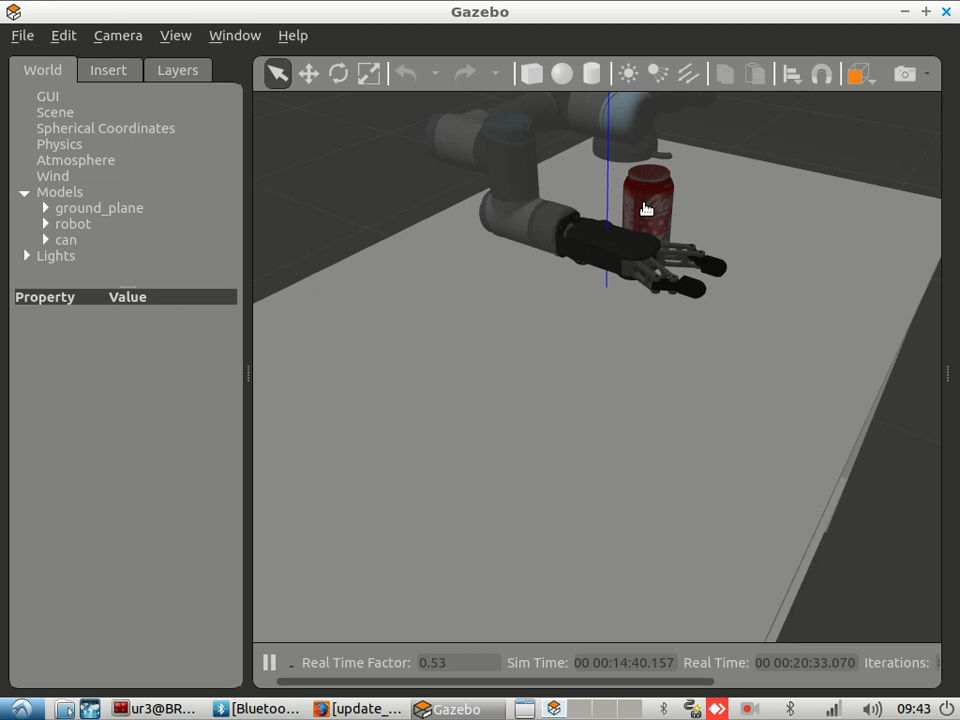 Gazebo
File Edit Camera View Window Help
World Insert Layers
GUI
Scene
Spherical Coordinates
Physics
Atmosphere
Wind
Models
ground_plane
robot
can
Lights
Property Value
Real Time Factor: 0.53 Sim Time: 00 00:14:40.157 Real Time: 00 00:20:33.070 Iterations:
ur3@BR... [Bluetoo... [update_... Gazebo 09:43